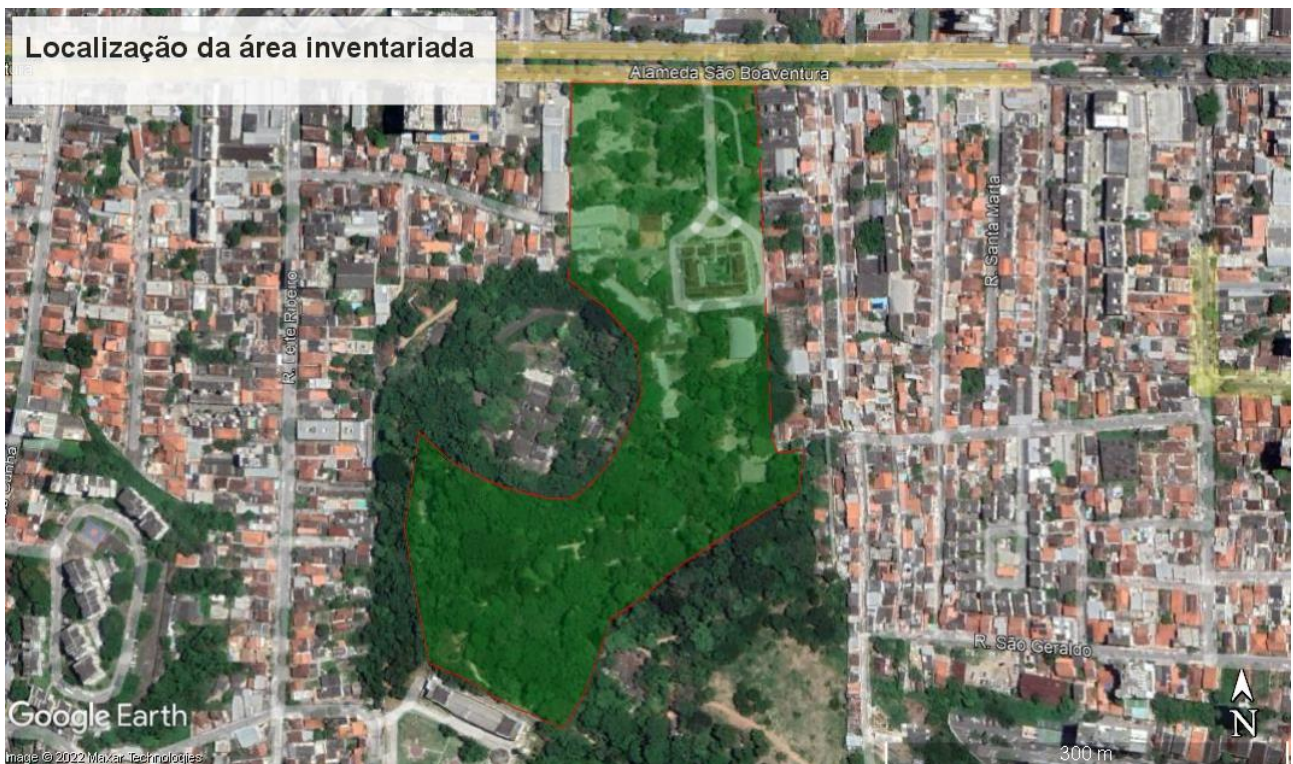 Localização da área inventariada
Alameda São Boaventura
R. Leite Ribeiro
R. Santa Maria
Cunha
R. São Geraldo
Google Earth
N
Image © 2022 Maxar Technologies
300 m